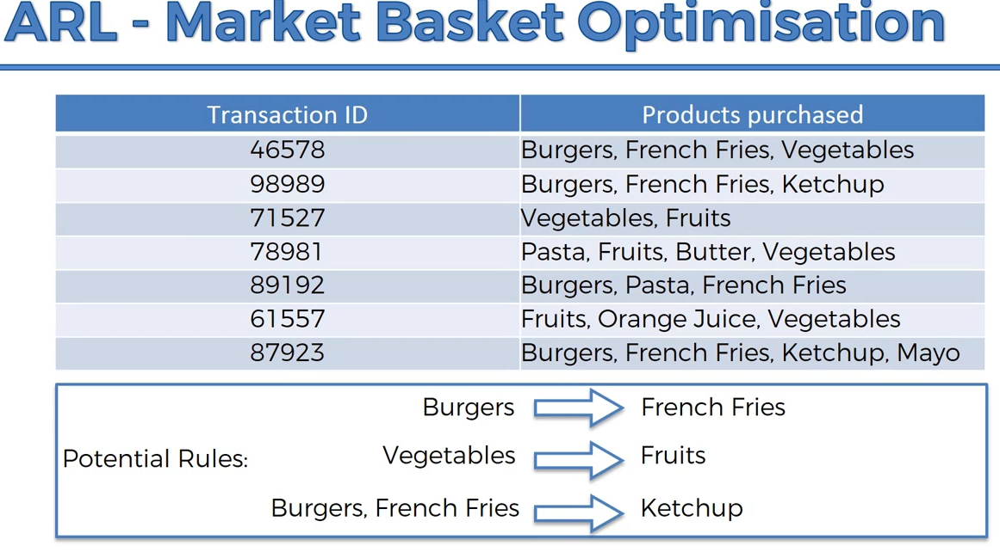 ARL - Market Basket Optimisation
Transaction ID Products purchased
46578 Burgers, French Fries, Vegetables
98989 Burgers, French Fries, Ketchup
71527 Vegetables, Fruits
78981 Pasta, Fruits, Butter, Vegetables
89192 Burgers, Pasta, French Fries
61557 Fruits, Orange Juice, Vegetables
87923 Burgers, French Fries, Ketchup, Mayo
Burgers French Fries
Potential Rules: Vegetables Fruits
Burgers, French Fries Ketchup